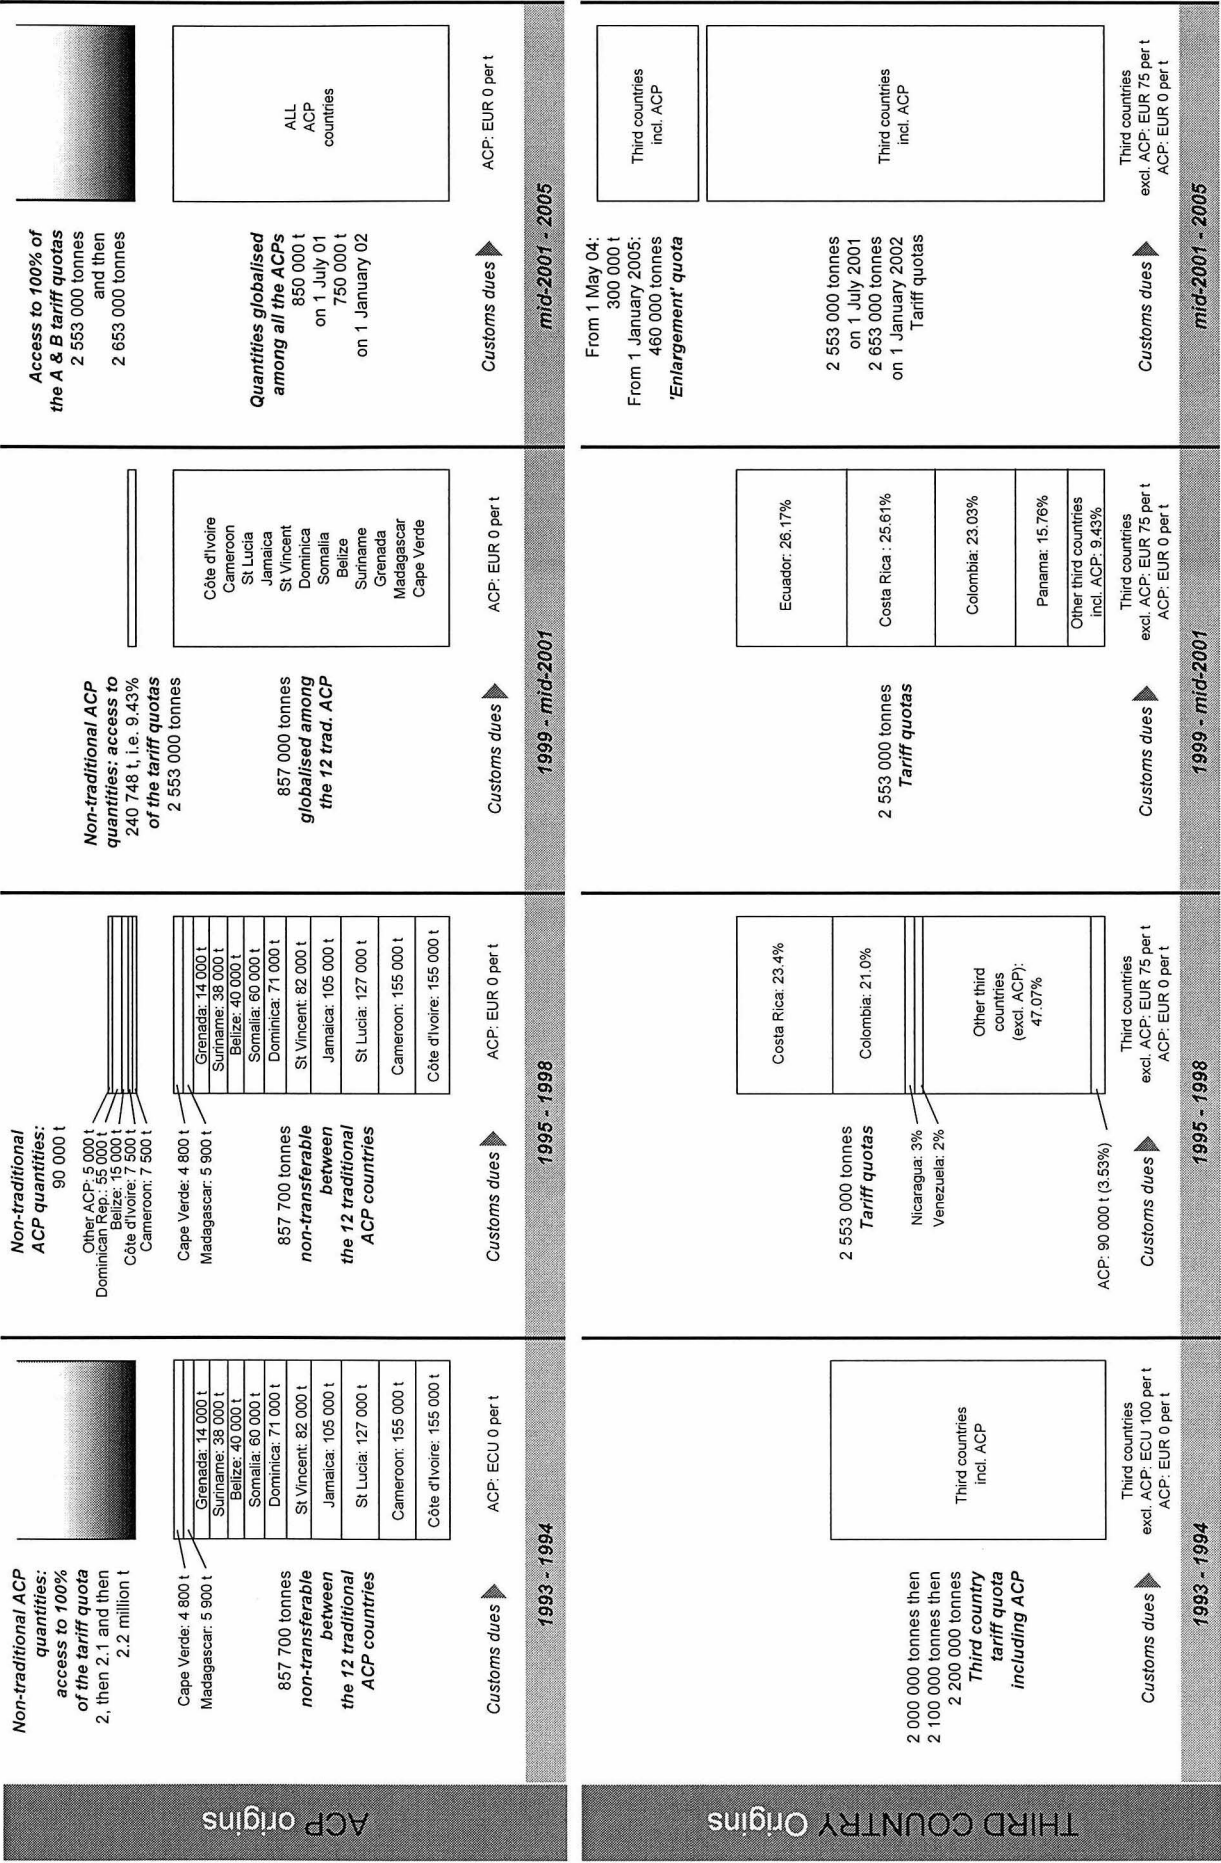 ACP origins
Non-traditional ACP
quantities:
access to 100%
of the tariff quota
2, then 2.1 and then
2.2 million t
Cape Verde: 4 800 t
Madagascar: 5 900 t
Grenada: 14 000 t
Suriname: 38 000 t
Belize: 40 000 t
Somalia: 60 000 t
Dominica: 71 000 t
St Vincent: 82 000 t
Jamaica: 105 000 t
St Lucia: 127 000 t
Cameroon: 155 000 t
Côte d'Ivoire: 155 000 t
857 700 tonnes
non-transferable
between
the 12 traditional
ACP countries
Customs dues
ACP: ECU 0 per t
1993 - 1994
Non-traditional
ACP quantities:
90 000 t
Other ACP: 5 000 t
Dominican Rep.: 55 000 t
Belize: 15 000 t
Côte d'Ivoire: 7 500 t
Cameroon: 7 500 t
Cape Verde: 4 800 t
Madagascar: 5 900 t
Grenada: 14 000 t
Suriname: 38 000 t
Belize: 40 000 t
Somalia: 60 000 t
Dominica: 71 000 t
St Vincent: 82 000 t
Jamaica: 105 000 t
St Lucia: 127 000 t
Cameroon: 155 000 t
Côte d'Ivoire: 155 000 t
857 700 tonnes
non-transferable
between
the 12 traditional
ACP countries
Customs dues
ACP: EUR 0 per t
1995 - 1998
Non-traditional ACP
quantities: access to
240 748 t, i.e. 9.43%
of the tariff quotas
2 553 000 tonnes
857 000 tonnes
globalised among
the 12 trad. ACP
Côte d'Ivoire
Cameroon
St Lucia
Jamaica
St Vincent
Dominica
Somalia
Belize
Suriname
Grenada
Madagascar
Cape Verde
Customs dues
ACP: EUR 0 per t
1999 - mid-2001
Access to 100% of
the A & B tariff quotas
2 553 000 tonnes
and then
2 653 000 tonnes
Quantities globalised
among all the ACPs
850 000 t
on 1 July 01
750 000 t
on 1 January 02
ALL
ACP
countries
Customs dues
ACP: EUR 0 per t
mid-2001 - 2005
THIRD COUNTRY Origins
2 000 000 tonnes then
2 100 000 tonnes then
2 200 000 tonnes
Third country
tariff quota
including ACP
Third countries
incl. ACP
Customs dues
Third countries
excl. ACP: ECU 100 per t
ACP: EUR 0 per t
1993 - 1994
2 553 000 tonnes
Tariff quotas
Costa Rica: 23.4%
Colombia: 21.0%
Nicaragua: 3%
Venezuela: 2%
Other third
countries
(excl. ACP):
47.07%
ACP: 90 000 t (3.53%)
Customs dues
Third countries
excl. ACP: EUR 75 per t
ACP: EUR 0 per t
1995 - 1998
2 553 000 tonnes
Tariff quotas
Ecuador: 26.17%
Costa Rica : 25.61%
Colombia: 23.03%
Panama: 15.76%
Other third countries
incl. ACP: 9.43%
Customs dues
Third countries
excl. ACP: EUR 75 per t
ACP: EUR 0 per t
1999 - mid-2001
From 1 May 04:
300 000 t
From 1 January 2005:
460 000 tonnes
'Enlargement' quota
Third countries
incl. ACP
2 553 000 tonnes
on 1 July 2001
2 653 000 tonnes
on 1 January 2002
Tariff quotas
Third countries
incl. ACP
Customs dues
Third countries
excl. ACP: EUR 75 per t
ACP: EUR 0 per t
mid-2001 - 2005